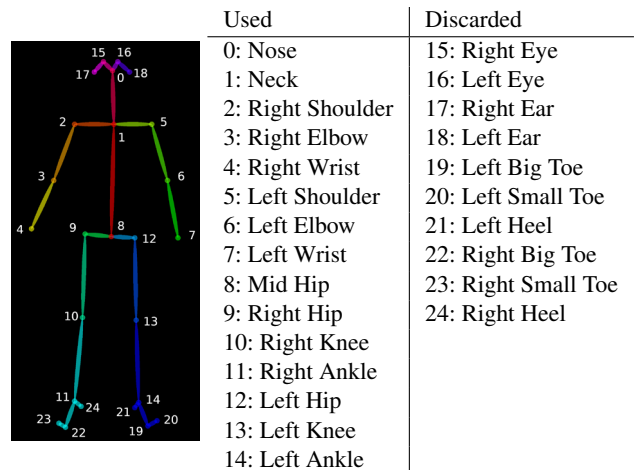 Used Discarded
0: Nose 15: Right Eye
1: Neck 16: Left Eye
2: Right Shoulder 17: Right Ear
3: Right Elbow 18: Left Ear
4: Right Wrist 19: Left Big Toe
5: Left Shoulder 20: Left Small Toe
6: Left Elbow 21: Left Heel
7: Left Wrist 22: Right Big Toe
8: Mid Hip 23: Right Small Toe
9: Right Hip 24: Right Heel
10: Right Knee
11: Right Ankle
12: Left Hip
13: Left Knee
14: Left Ankle
15 16
17 0 18
2 1 5
3 6
4 9 8 12 7
10 13
11 24 21 14
23 22 19 20